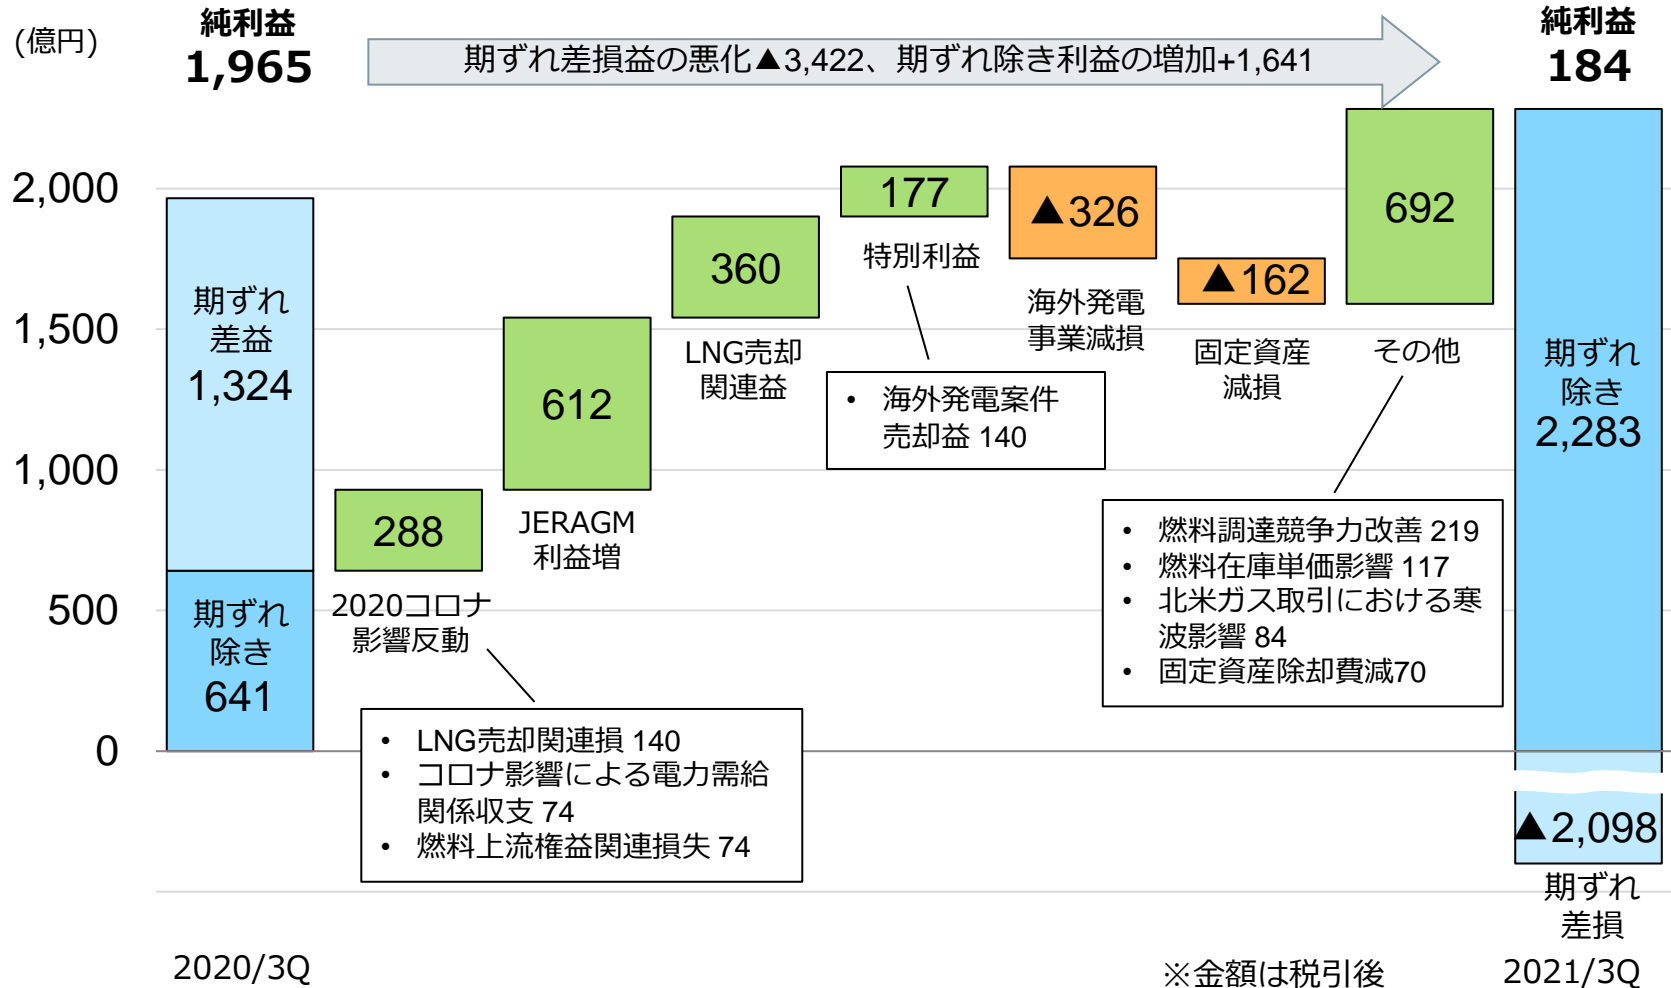 (億円)
純利益
1,965
期ずれ差損益の悪化▲3,422、期ずれ除き利益の増加+1,641
純利益
184
2,000
1,500
1,000
500
0
期ずれ
差益
1,324
期ずれ
除き
641
288
2020コロナ
影響反動
• LNG売却関連損 140
• コロナ影響による電力需給
関係収支 74
• 燃料上流権益関連損失 74
612
JERAGM
利益増
360
LNG売却
関連益
177
特別利益
• 海外発電案件
売却益 140
▲326
海外発電
事業減損
▲162
固定資産
減損
692
その他
• 燃料調達競争力改善 219
• 燃料在庫単価影響 117
• 北米ガス取引における寒
波影響 84
• 固定資産除却費減70
期ずれ
除き
2,283
▲2,098
期ずれ
差損
2020/3Q
※金額は税引後
2021/3Q